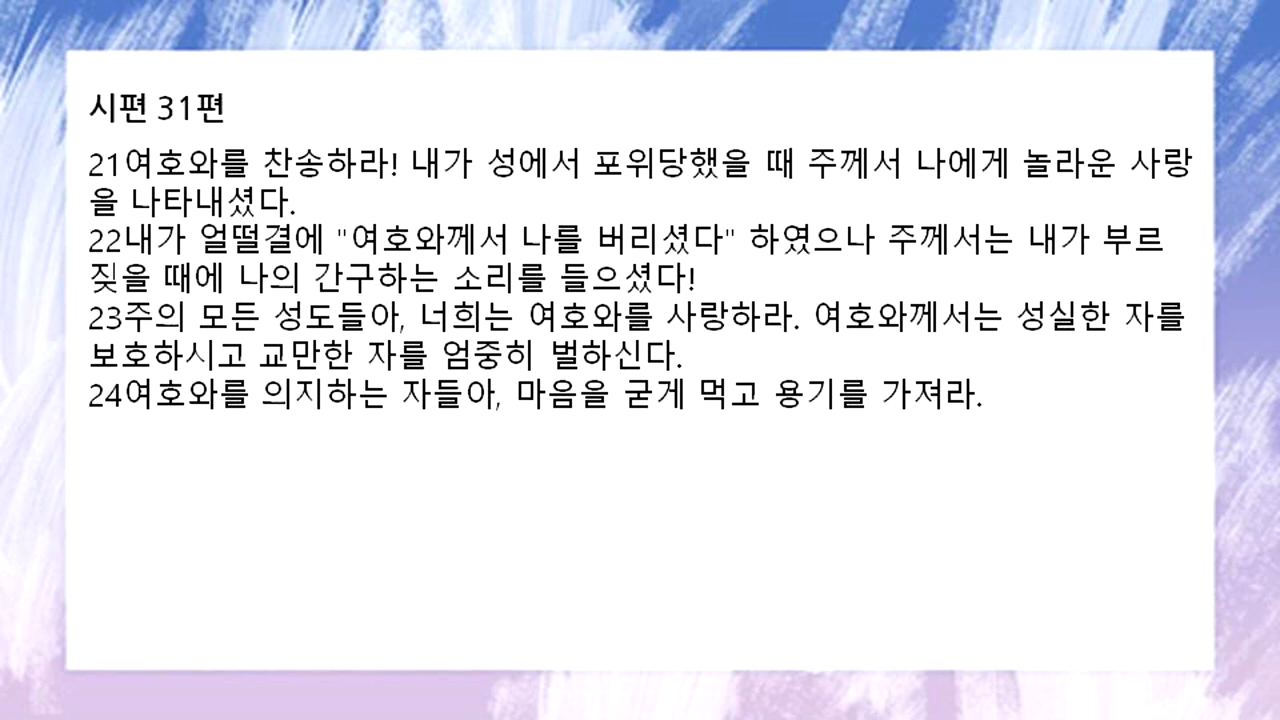 시편 31편
21여호와를 찬송하라! 내가 성에서 포위당했을 때 주께서 나에게 놀라운 사랑
을 나타내셨다.
22내가 얼떨결에 "여호와께서 나를 버리셨다" 하였으나 주께서는 내가 부르
짖을 때에 나의 간구하는 소리를 들으셨다!
23주의 모든 성도들아, 너희는 여호와를 사랑하라. 여호와께서는 성실한 자를
보호하시고 교만한 자를 엄중히 벌하신다.
24여호와를 의지하는 자들아, 마음을 굳게 먹고 용기를 가져라.